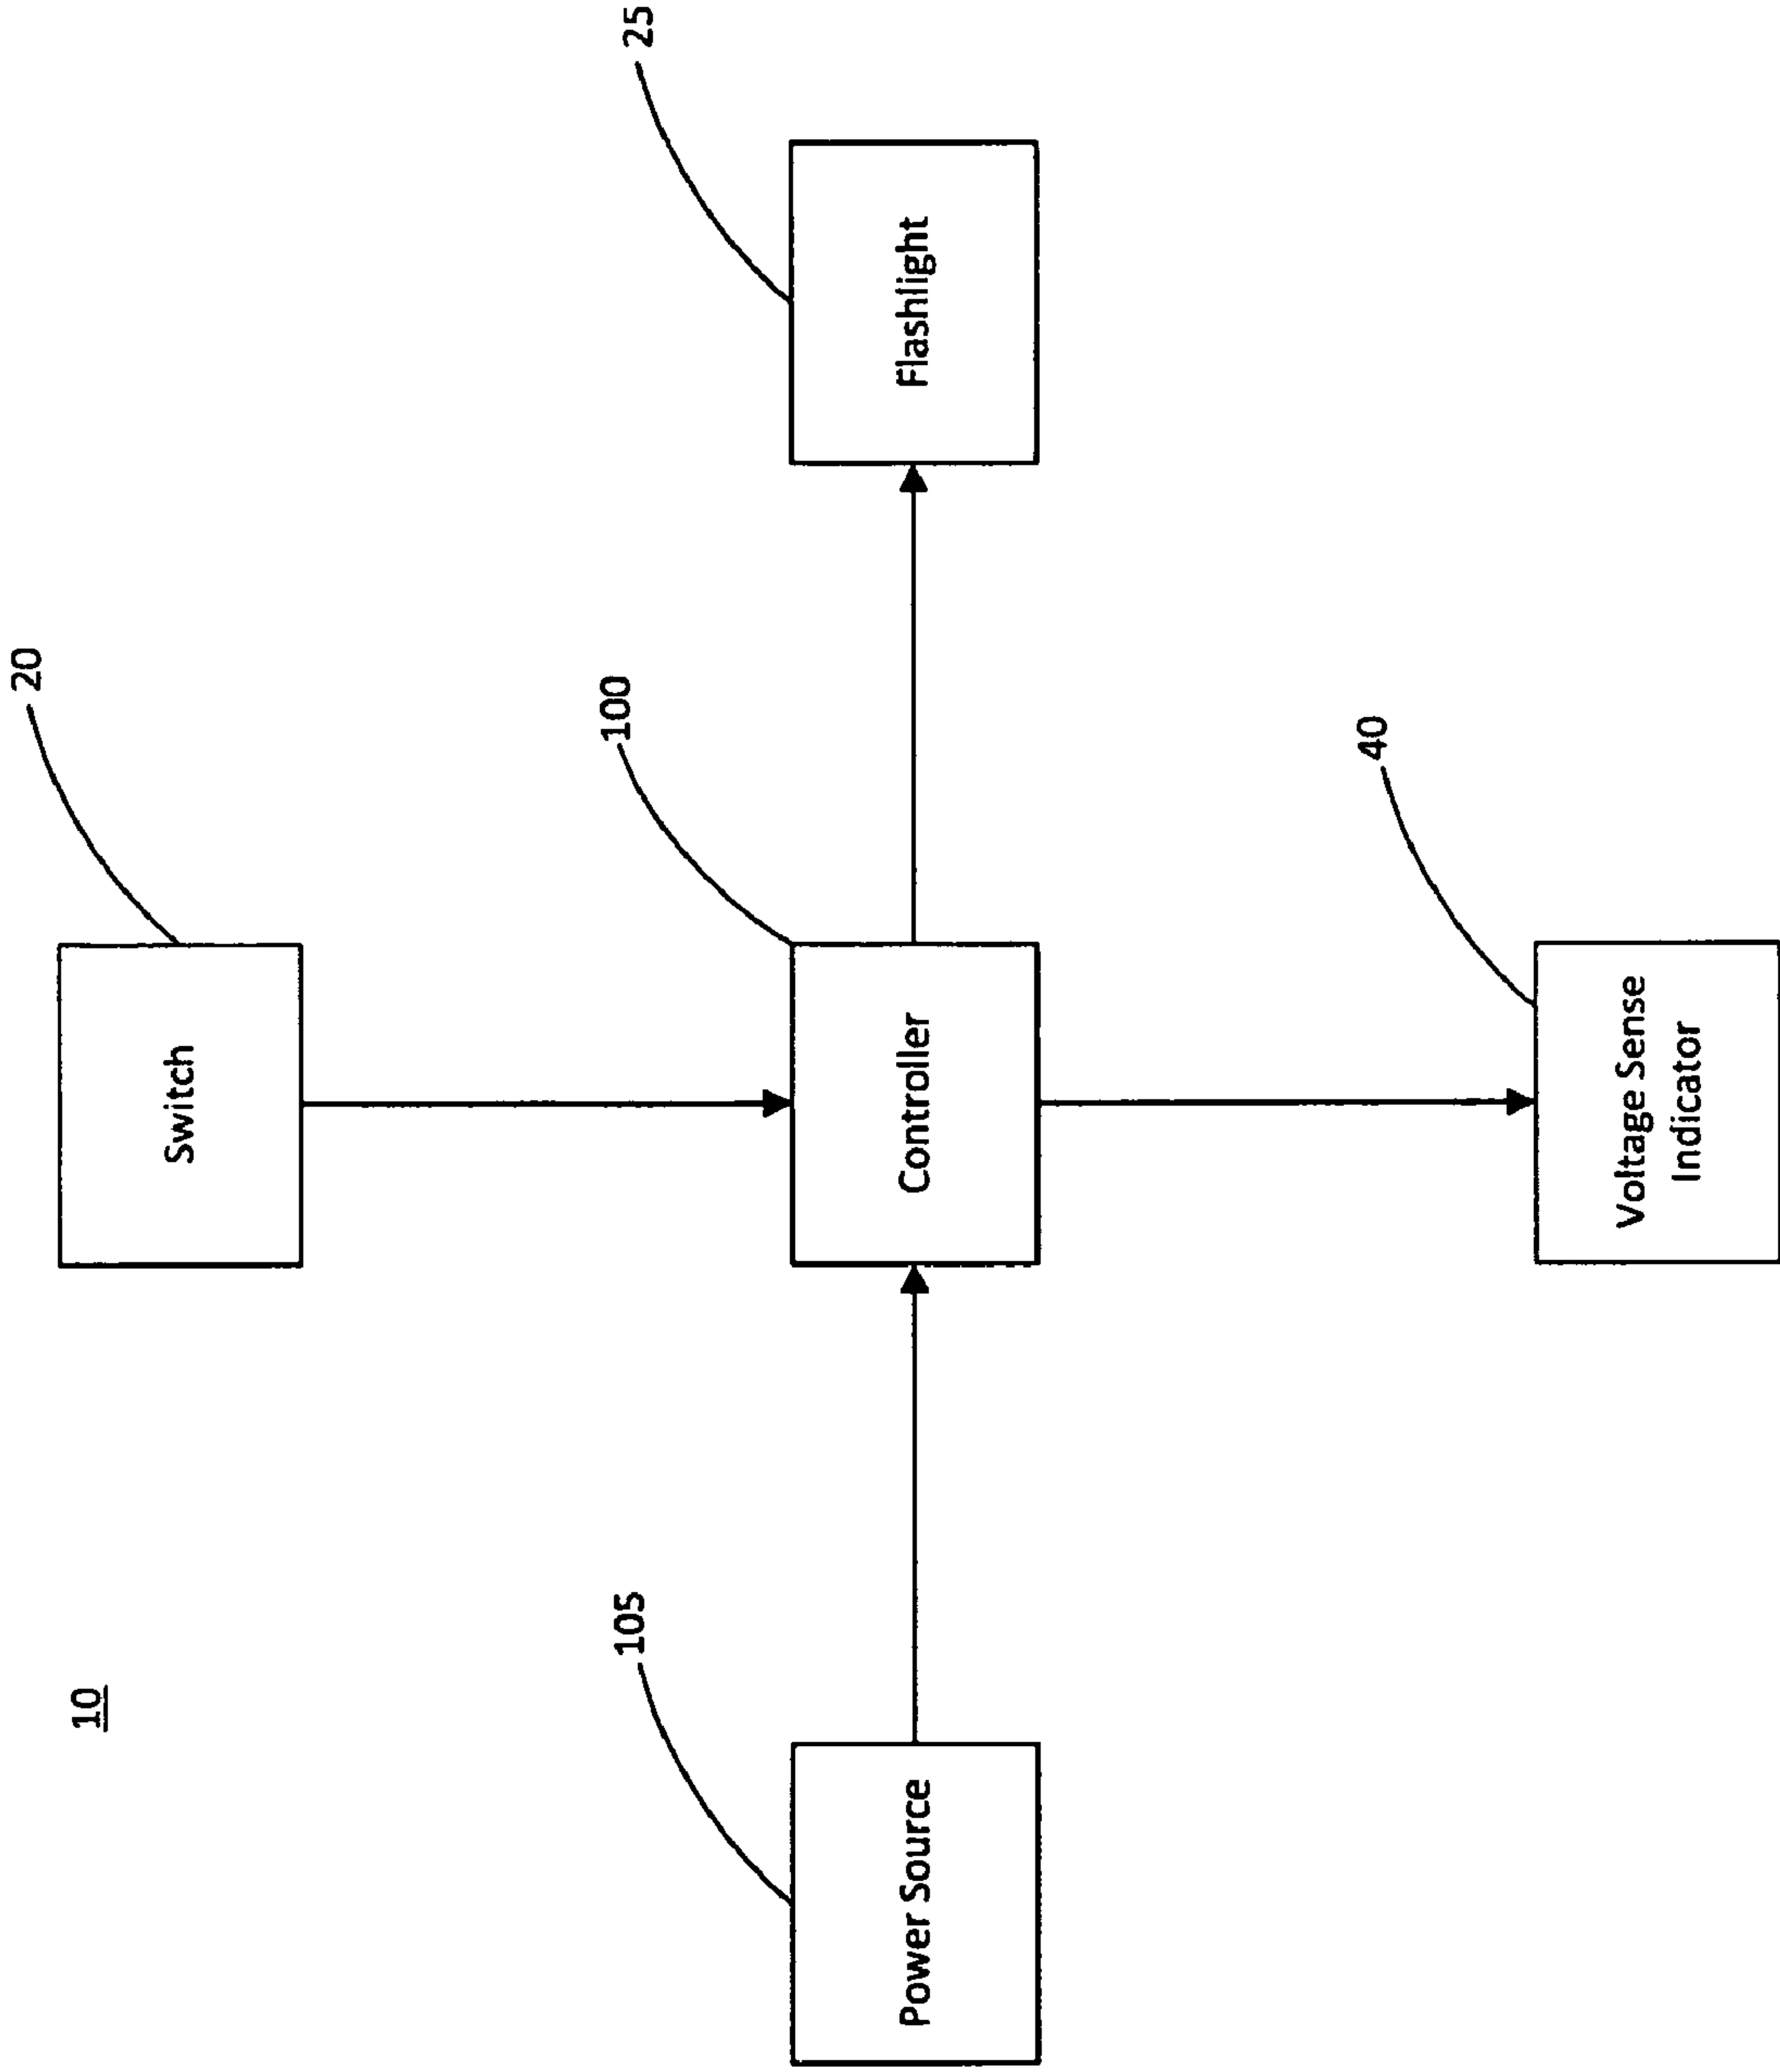 10
20
Switch
105
100
25
Power Source
Controller
Flashlight
40
Voltage Sense
Indicator